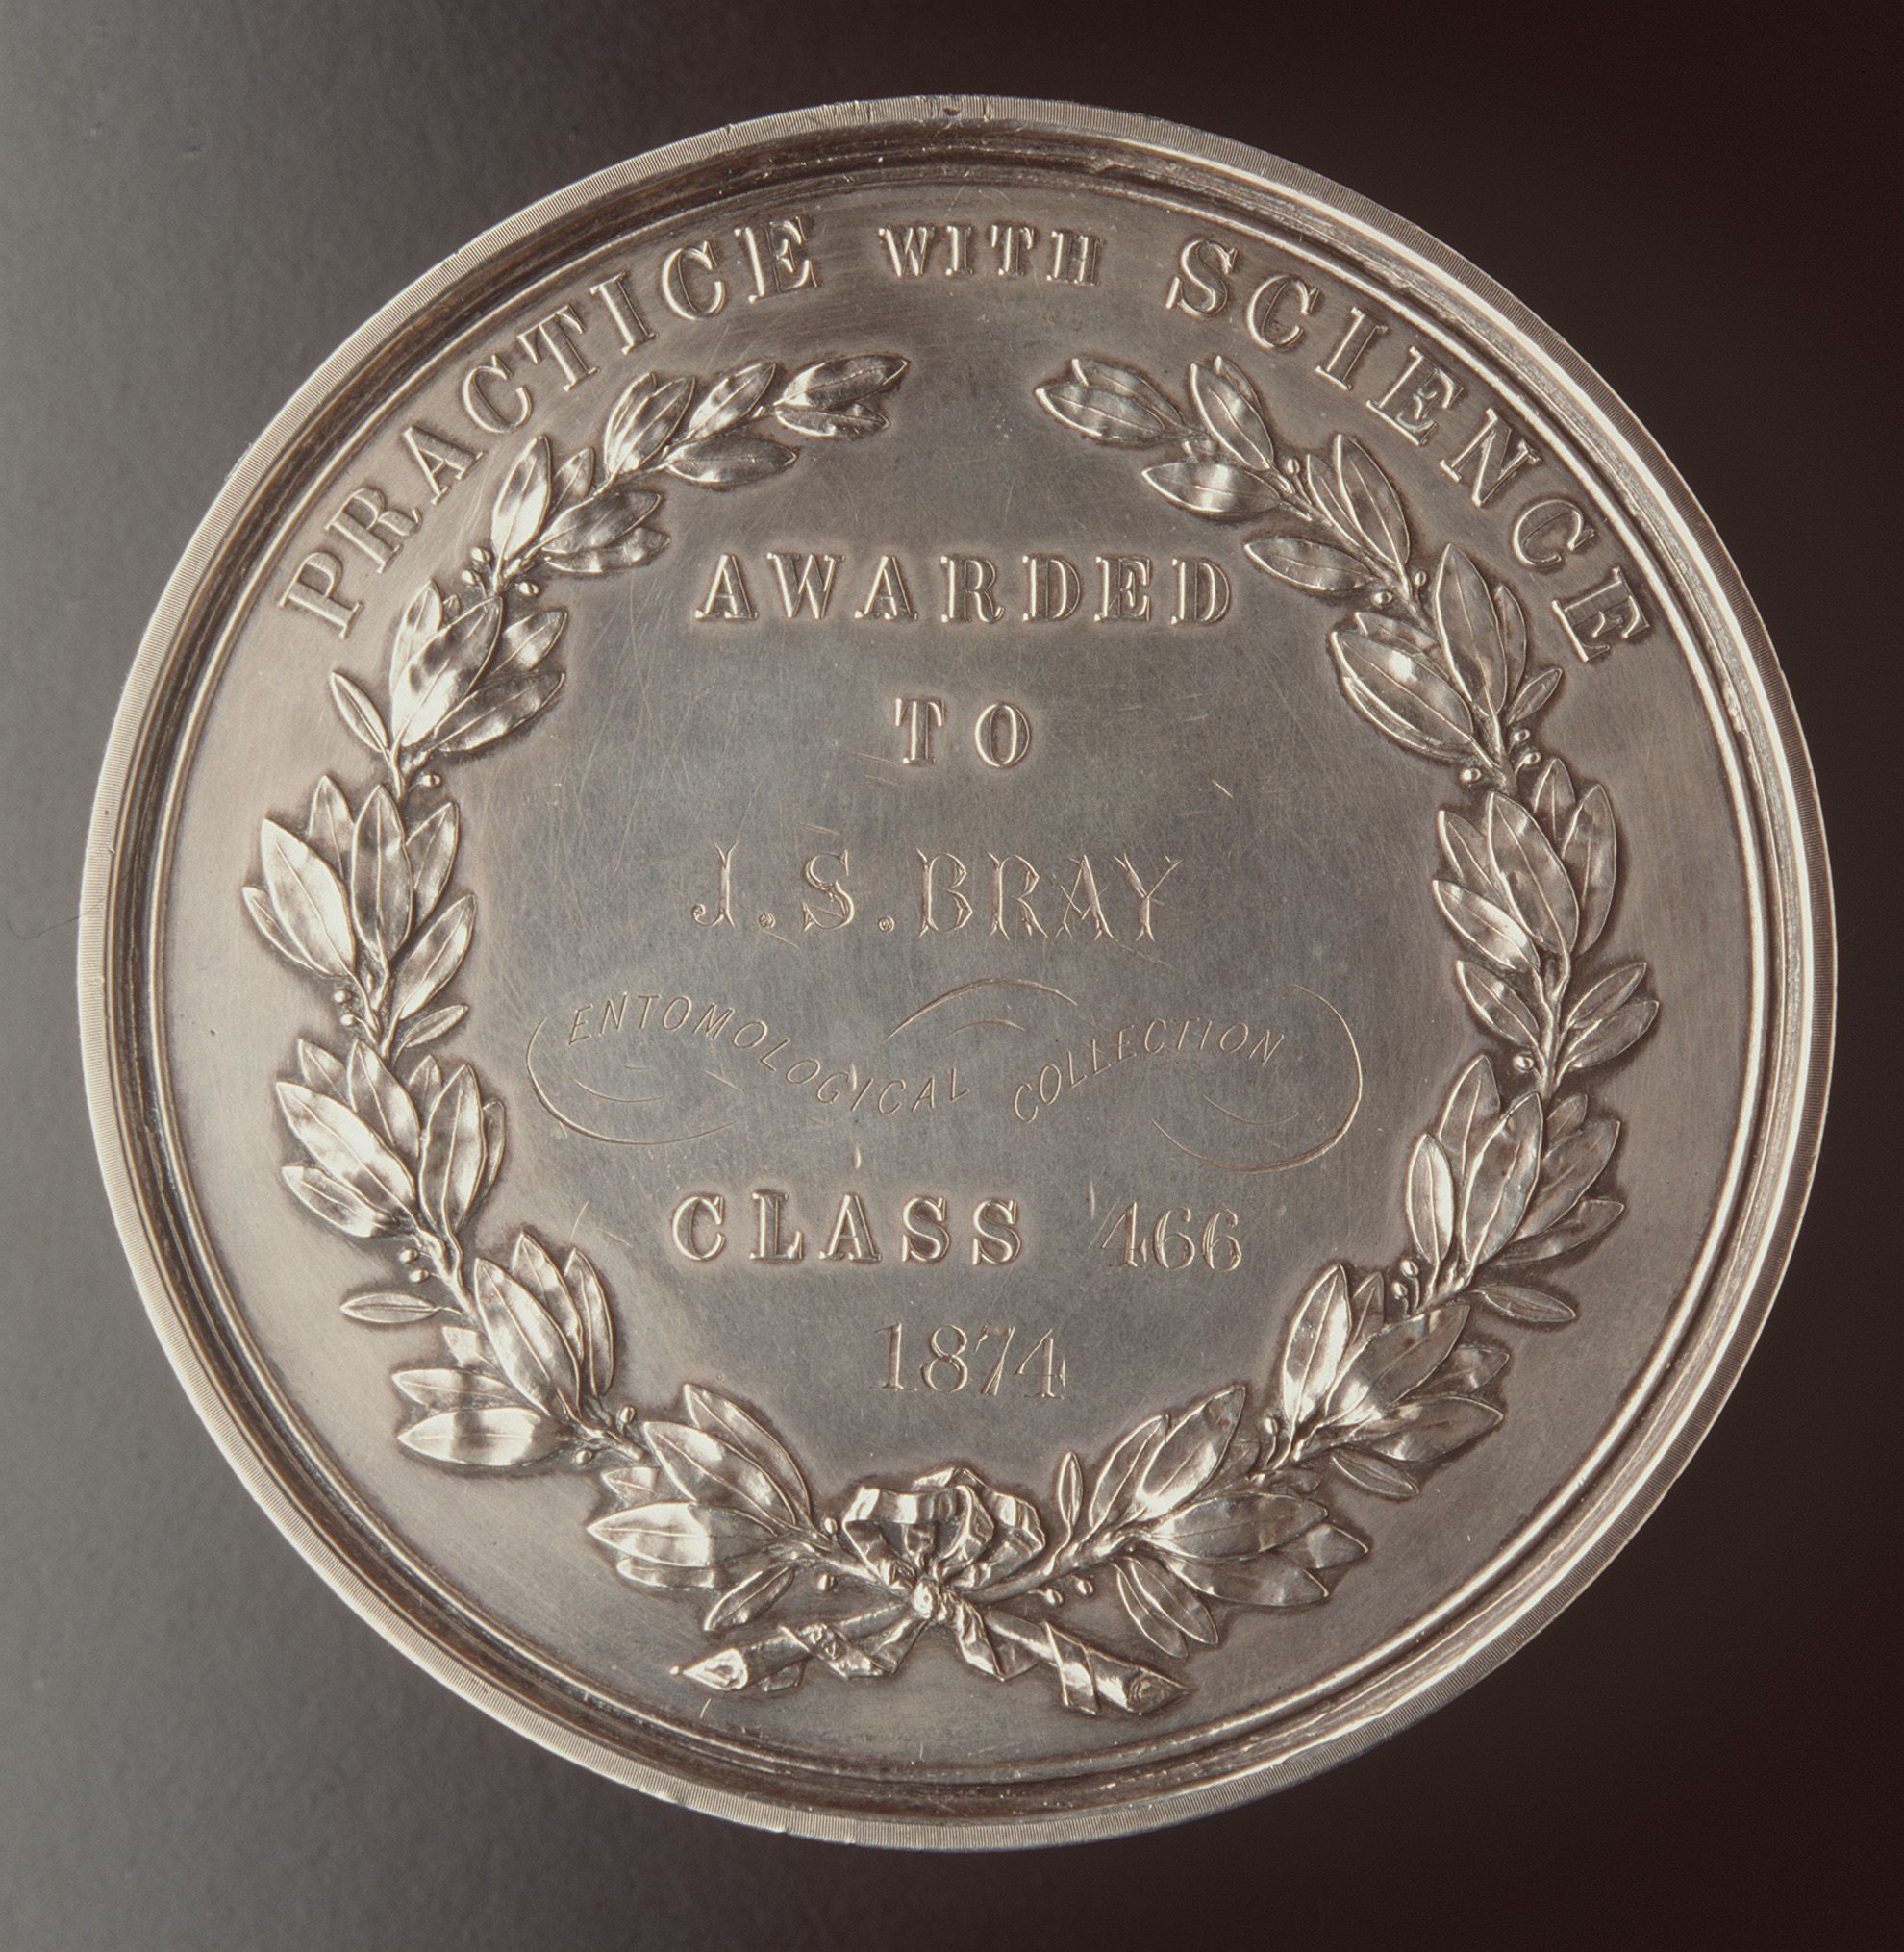 PRACTICE WITH SCIENCE
AWARDED
TO
J. S. BRAY
ENTOMOLOGICAL COLLECTION
CLASS 466
1874